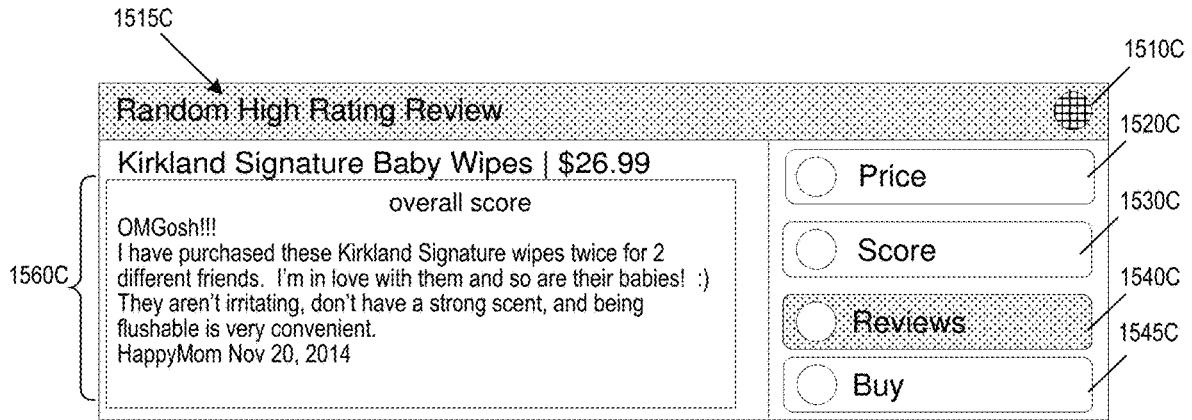 1515C
1510C
Random High Rating Review
1520C
Kirkland Signature Baby Wipes | $26.99
Price
overall score
1530C
OMGosh!!!
I have purchased these Kirkland Signature wipes twice for 2
Score
different friends. I'm in love with them and so are their babies! :)
1560C
1540C
They aren't irritating, don't have a strong scent, and being
Reviews
flushable is very convenient.
1545C
HappyMom Nov 20, 2014
Buy